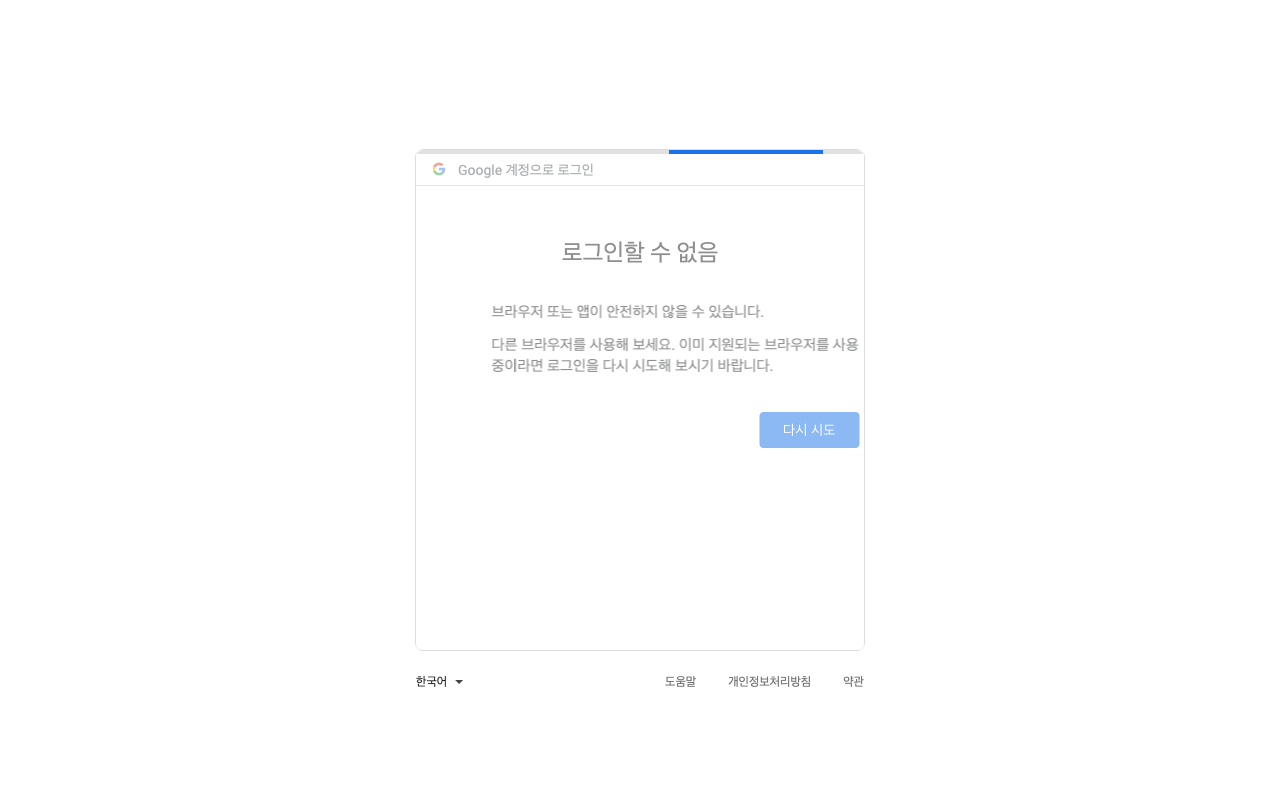 Google 계정으로 로그인
로그인할 수 없음
브라우저 또는 앱이 안전하지 않을 수 있습니다.
다른 브라우저를 사용해 보세요. 이미 지원되는 브라우저를 사용
중이라면 로그인을 다시 시도해 보시기 바랍니다.
다시 시도
한국어 도움말 개인정보처리방침 약관